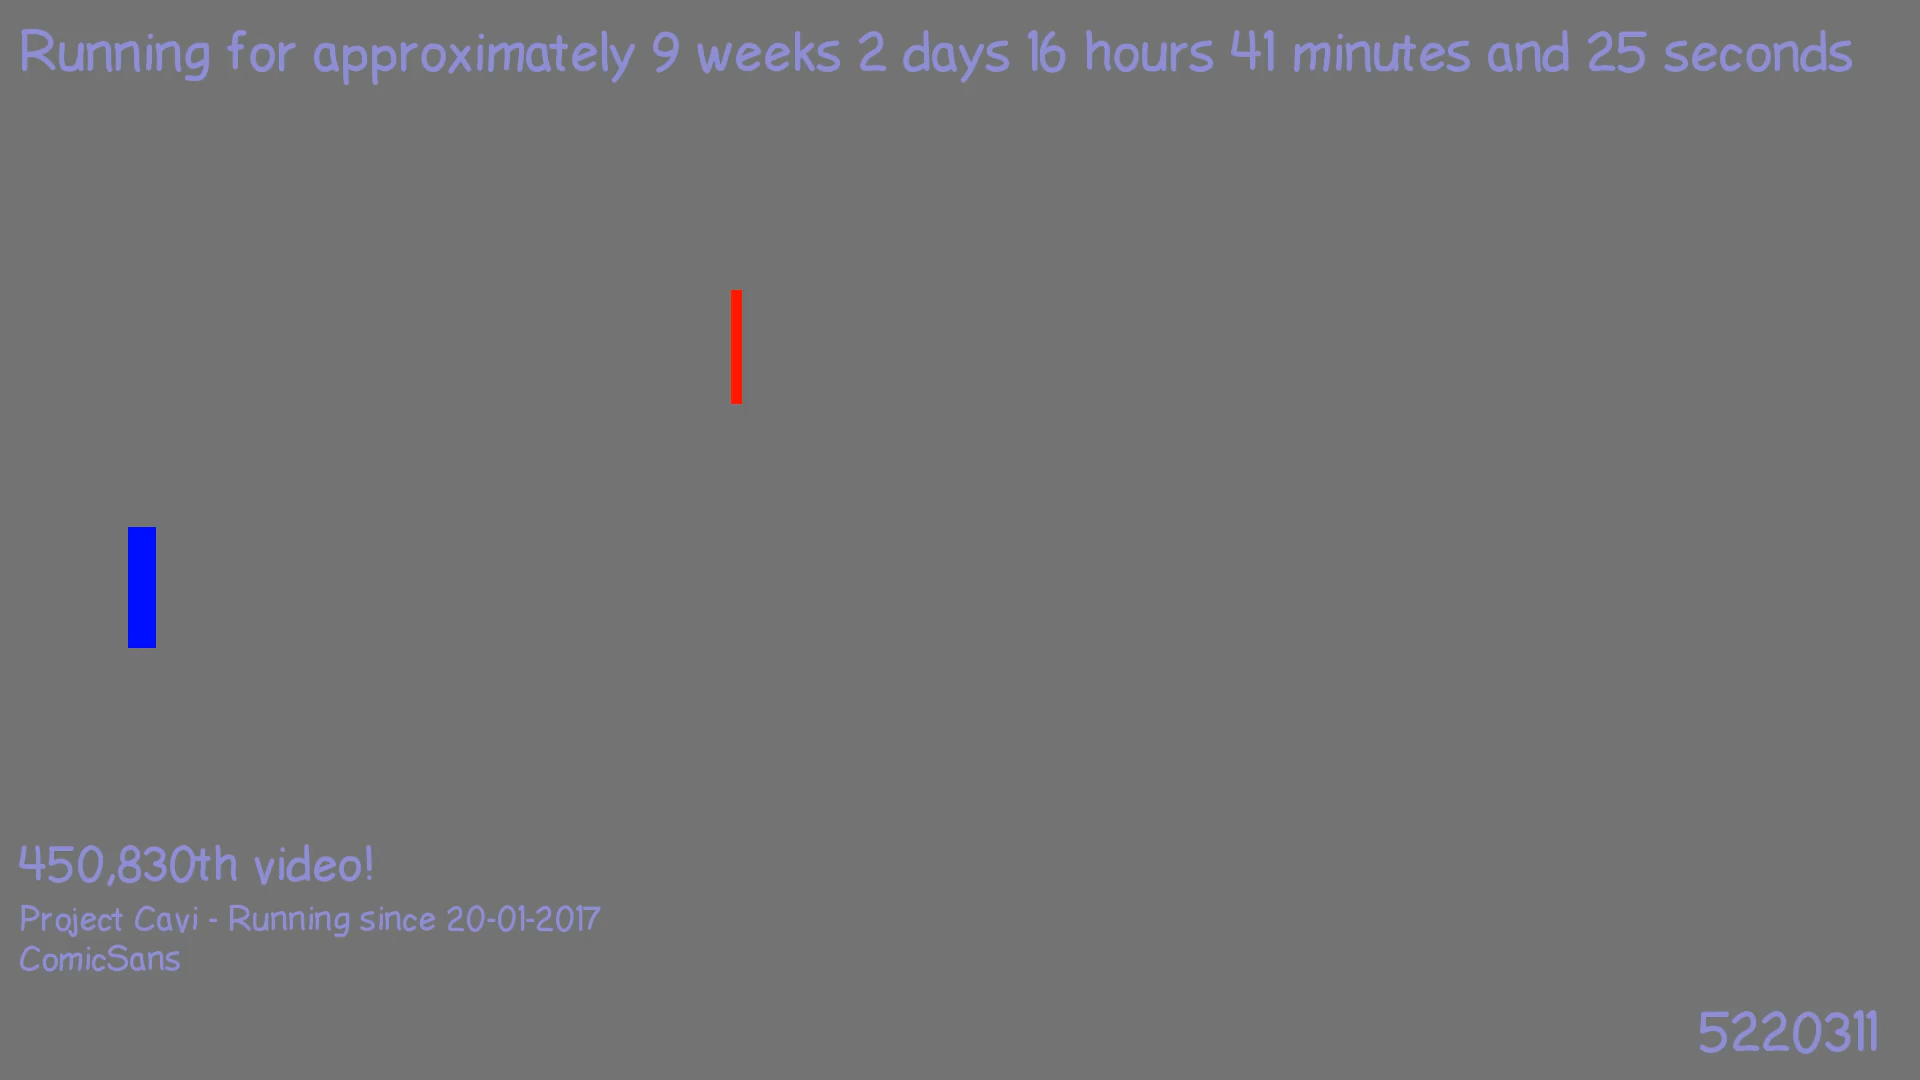 Running for approximately 9 weeks 2 days 16 hours 41 minutes and 25 seconds
450,830th video!
Project Cavi - Running since 20-01-2017
ComicSans
5220311